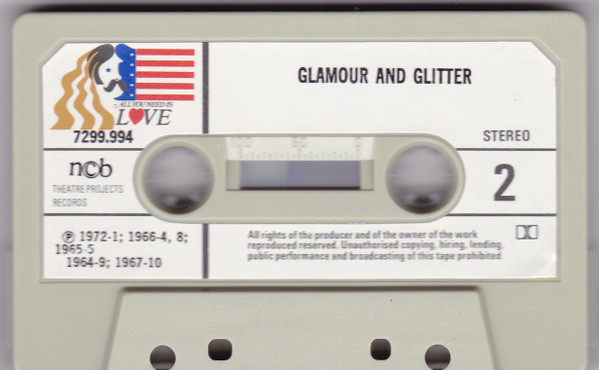 GLAMOUR AND GLITTER
ALL YOU NEED IS
LOVE
7299.994
STEREO
ncb
THEATRE PROJECTS
RECORDS
100 50 0
2
℗ 1972-1; 1966-4, 8;
1965-5
1964-9; 1967-10
All rights of the producer and of the owner of the work
reproduced reserved. Unauthorised copying, hiring, lending,
public performance and broadcasting of this tape prohibited.